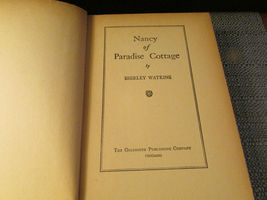 Nancy
of
Paradise Cottage
by
SHIRLEY WATKINS
THE GOLDSMITH PUBLISHING COMPANY
CHICAGO